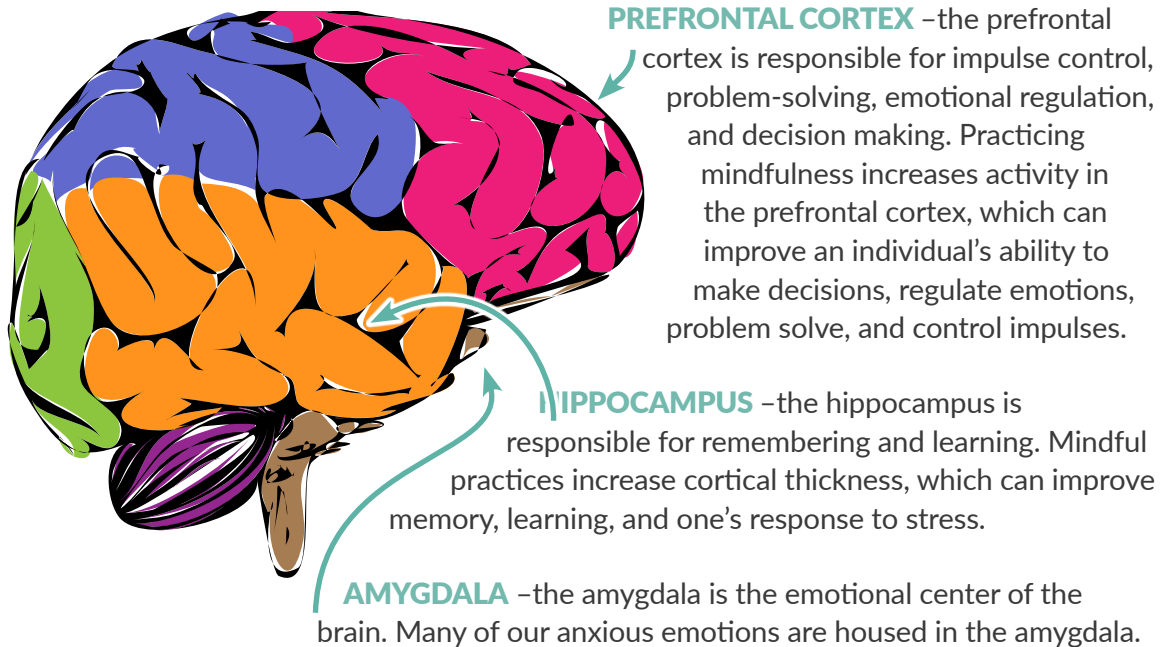 PREFRONTAL CORTEX –the prefrontal
cortex is responsible for impulse control,
problem-solving, emotional regulation,
and decision making. Practicing
mindfulness increases activity in
the prefrontal cortex, which can
improve an individual’s ability to
make decisions, regulate emotions,
problem solve, and control impulses.
HIPPOCAMPUS –the hippocampus is
responsible for remembering and learning. Mindful
practices increase cortical thickness, which can improve
memory, learning, and one’s response to stress.
AMYGDALA –the amygdala is the emotional center of the
brain. Many of our anxious emotions are housed in the amygdala.